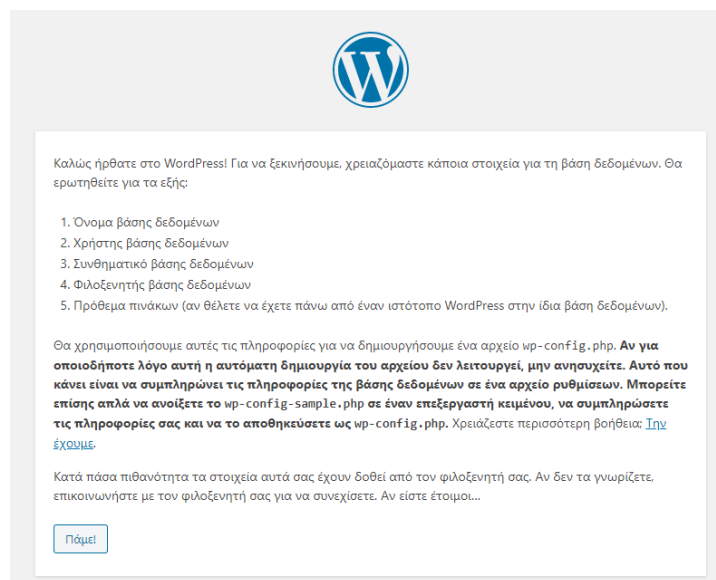 Καλώς ήρθατε στο WordPress! Για να ξεκινήσουμε, χρειαζόμαστε κάποια στοιχεία για τη βάση δεδομένων. Θα
ερωτηθείτε για τα εξής:
1. Όνομα βάσης δεδομένων
2. Χρήστης βάσης δεδομένων
3. Συνθηματικό βάσης δεδομένων
4. Φιλοξενητής βάσης δεδομένων
5. Πρόθεμα πινάκων (αν θέλετε να έχετε πάνω από έναν ιστότοπο WordPress στην ίδια βάση δεδομένων).
Θα χρησιμοποιήσουμε αυτές τις πληροφορίες για να δημιουργήσουμε ένα αρχείο wp-config.php. Αν για
οποιοδήποτε λόγο αυτή η αυτόματη δημιουργία του αρχείου δεν λειτουργεί, μην ανησυχείτε. Αυτό που
κάνει είναι να συμπληρώνει τις πληροφορίες της βάσης δεδομένων σε ένα αρχείο ρυθμίσεων. Μπορείτε
επίσης απλά να ανοίξετε το wp-config-sample.php σε έναν επεξεργαστή κειμένου, να συμπληρώσετε
τις πληροφορίες σας και να το αποθηκεύσετε ως wp-config.php. Χρειάζεστε περισσότερη βοήθεια; Την
έχουμε.
Κατά πάσα πιθανότητα τα στοιχεία αυτά σας έχουν δοθεί από τον φιλοξενητή σας. Αν δεν τα γνωρίζετε,
επικοινωνήστε με τον φιλοξενητή σας για να συνεχίσετε. Αν είστε έτοιμοι...
Πάμε!